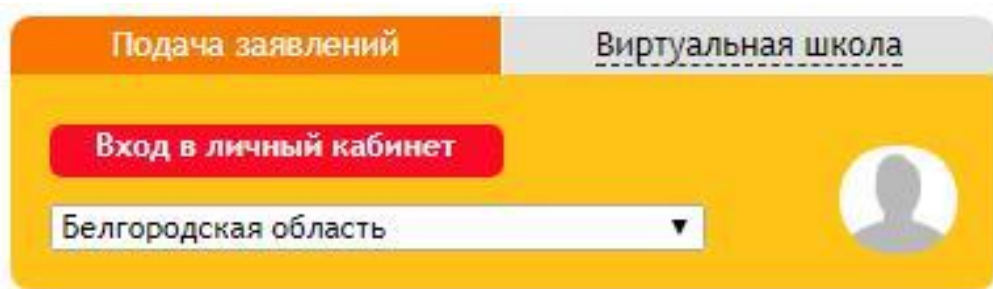 Подача заявлений
Виртуальная школа
Вход в личный кабинет
Белгородская область